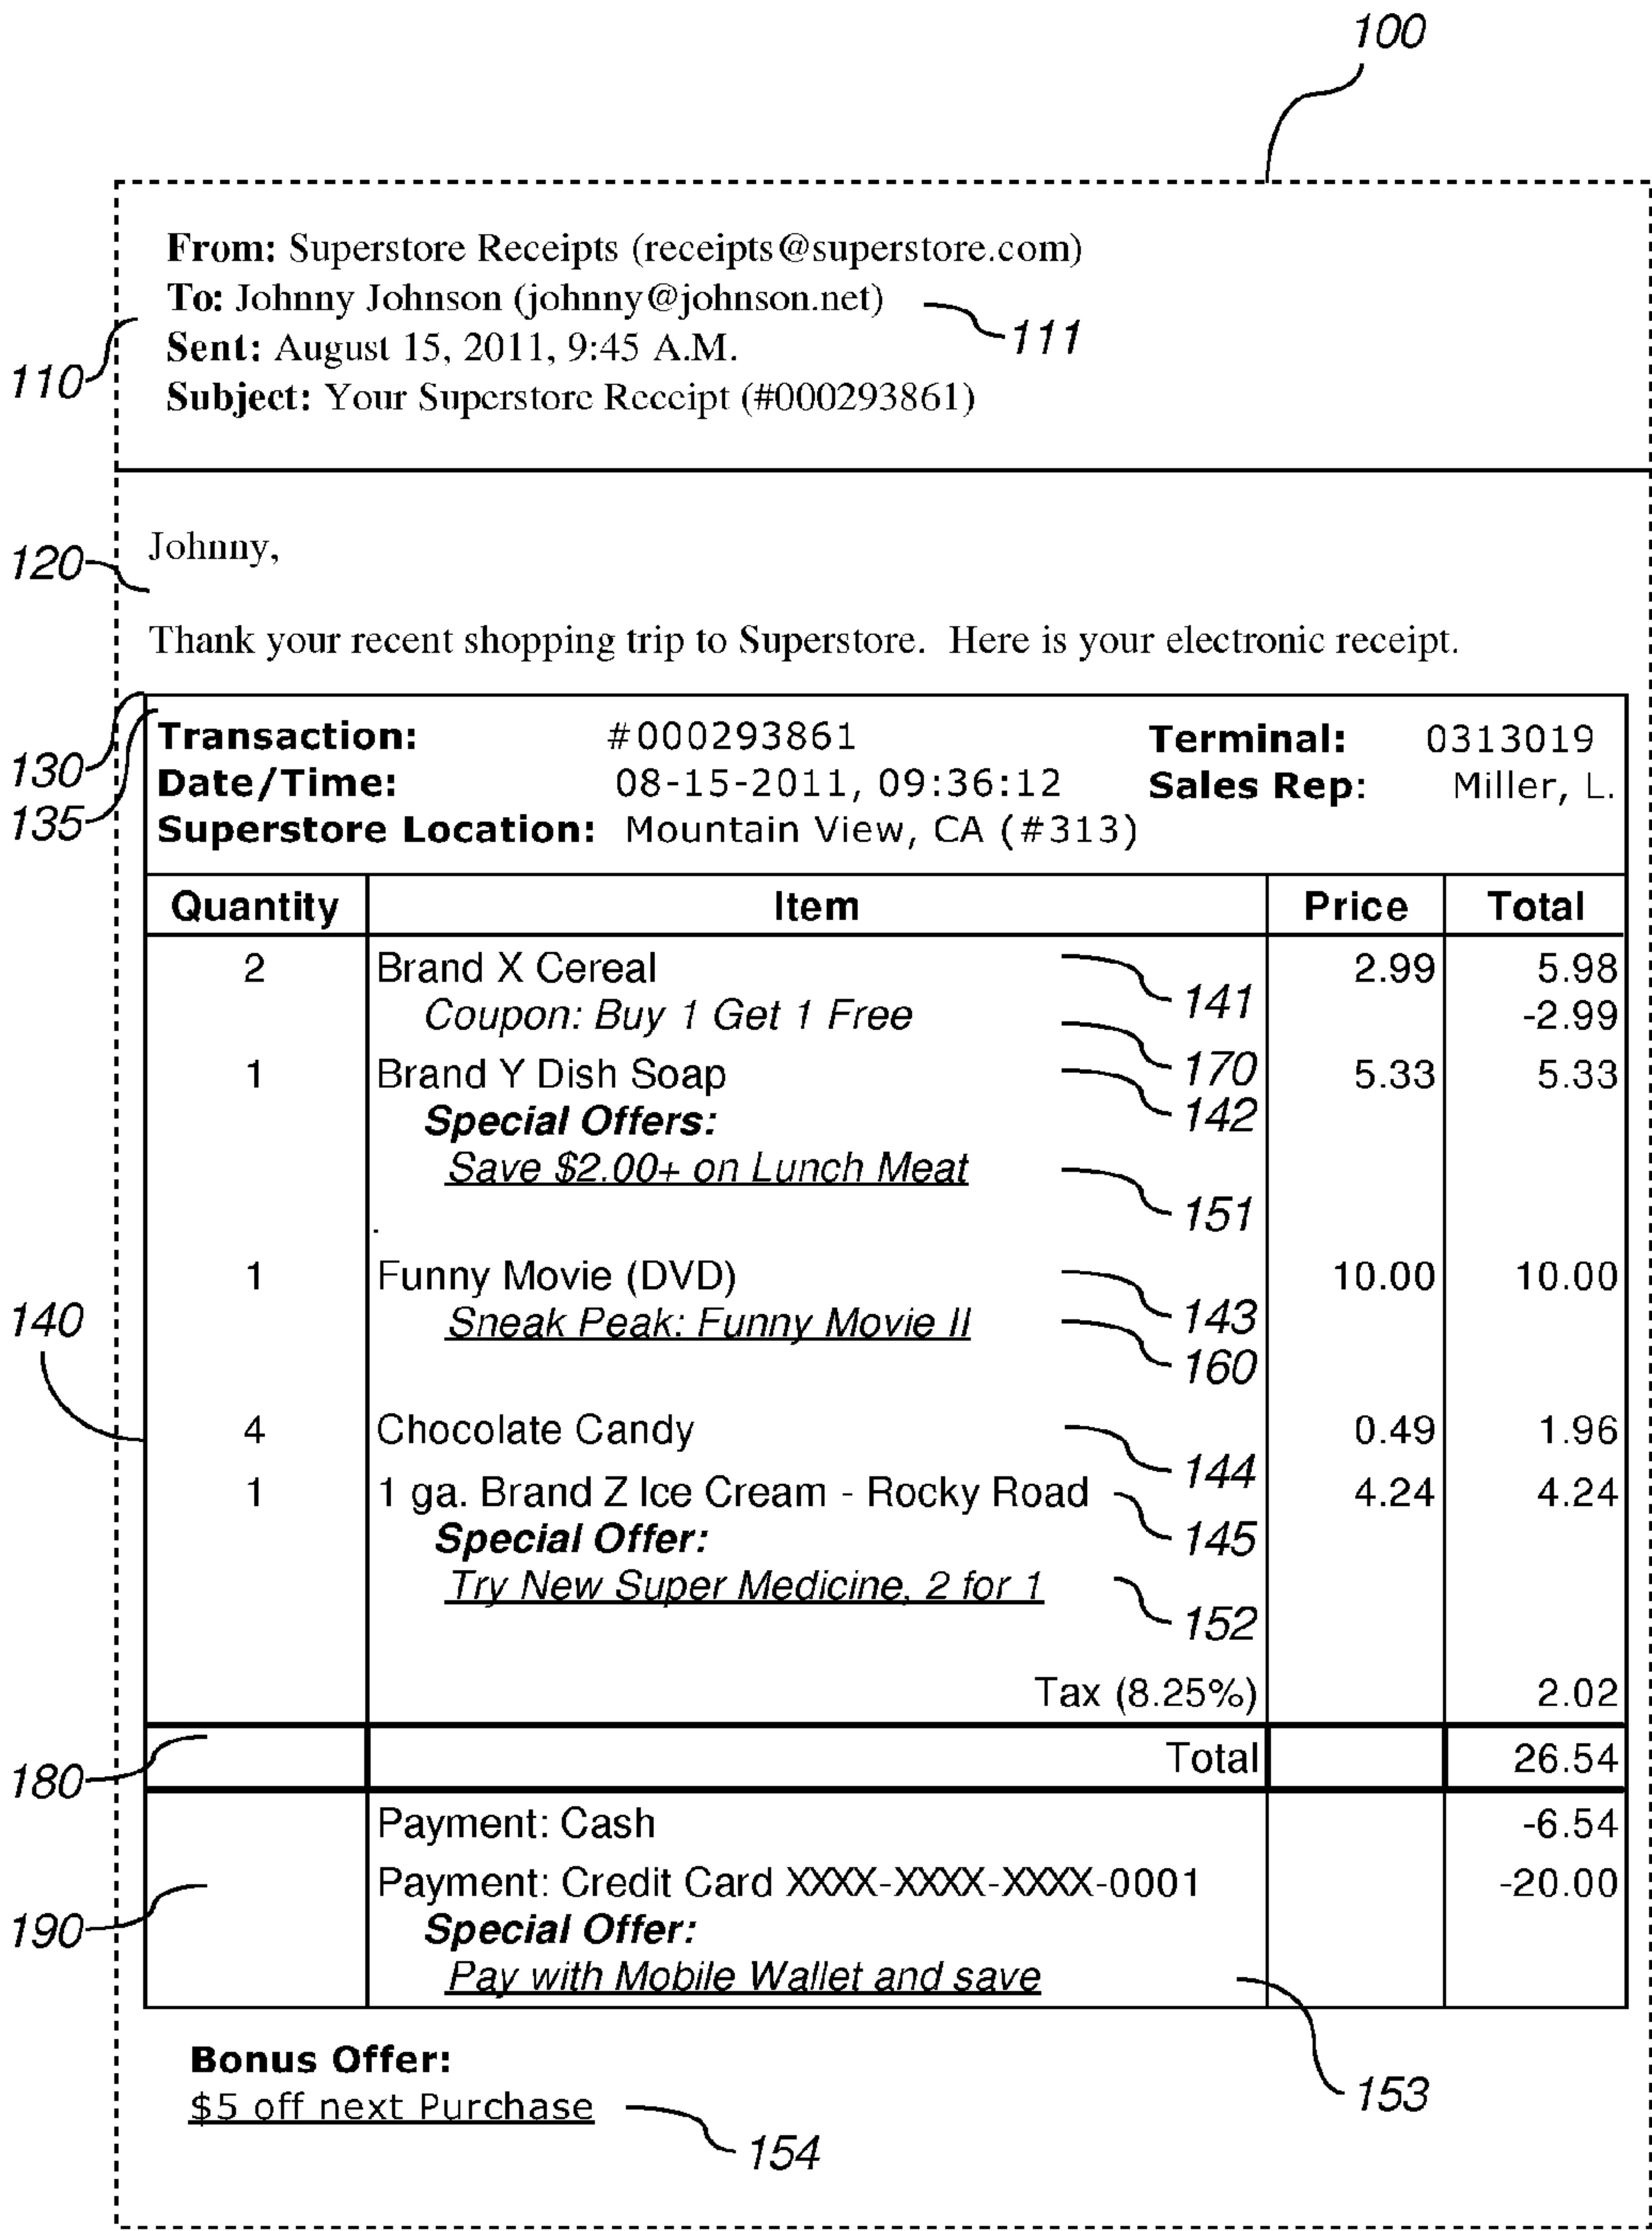 100
From: Superstore Receipts (receipts@superstore.com)
To: Johnny Johnson (johnny@johnson.net)
111
Sent: August 15, 2011, 9:45 A.M.
110
Subject: Your Superstore Receipt (#000293861)
Johnny,
120
Thank your recent shopping trip to Superstore. Here is your electronic receipt.
Transaction: #000293861 Terminal: 0313019
130
Date/Time: 08-15-2011, 09:36:12 Sales Rep: Miller, L.
135
Superstore Location: Mountain View, CA (#313)
Quantity Item Price Total
2 Brand X Cereal 2.99 5.98
141
Coupon: Buy 1 Get 1 Free -2.99
170
1 Brand Y Dish Soap 5.33 5.33
142
Special Offers:
Save $2.00+ on Lunch Meat
151
.
1 Funny Movie (DVD) 10.00 10.00
143
140
Sneak Peak: Funny Movie II
160
4 Chocolate Candy 0.49 1.96
144
1 1 ga. Brand Z Ice Cream - Rocky Road 4.24 4.24
145
Special Offer:
Try New Super Medicine, 2 for 1
152
Tax (8.25%) 2.02
Total 26.54
180
Payment: Cash -6.54
Payment: Credit Card XXXX-XXXX-XXXX-0001 -20.00
190
Special Offer:
Pay with Mobile Wallet and save
153
Bonus Offer:
$5 off next Purchase
154